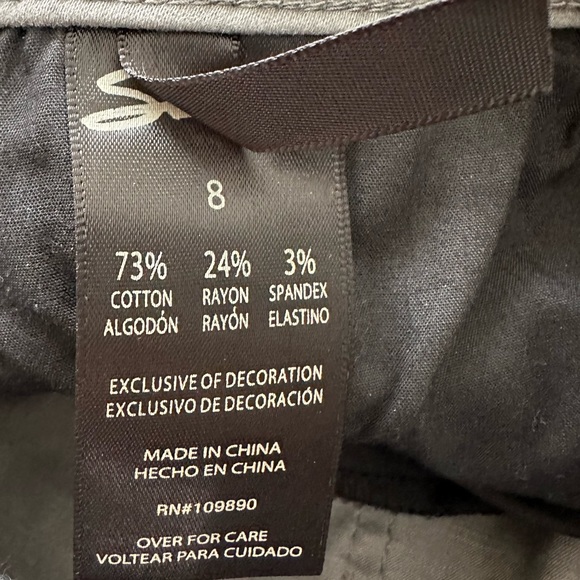 8
73% 24% 3%
COTTON RAYON SPANDEX
ALGODÓN RAYÓN ELASTINO
EXCLUSIVE OF DECORATION
EXCLUSIVO DE DECORACIÓN
MADE IN CHINA
HECHO EN CHINA
RN#109890
OVER FOR CARE
VOLTEAR PARA CUIDADO